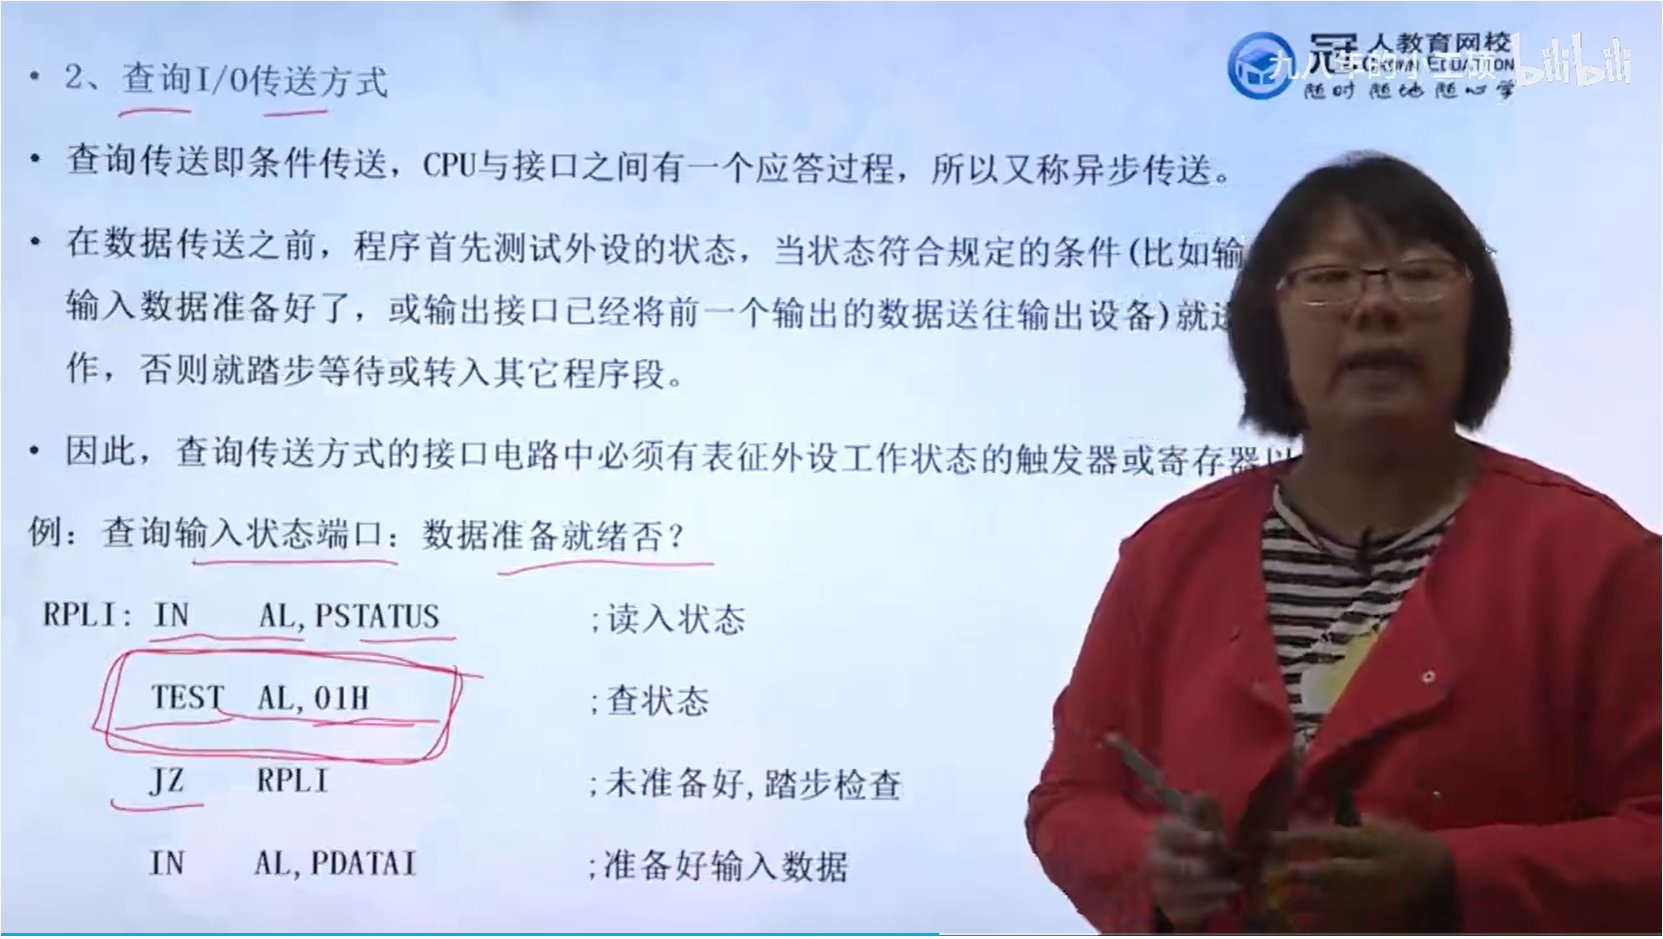 • 2、查询I/O传送方式
• 查询传送即条件传送，CPU与接口之间有一个应答过程，所以又称异步传送。
• 在数据传送之前，程序首先测试外设的状态，当状态符合规定的条件(比如输
输入数据准备好了，或输出接口已经将前一个输出的数据送往输出设备)就
作，否则就踏步等待或转入其它程序段。
• 因此，查询传送方式的接口电路中必须有表征外设工作状态的触发器或寄存器以
例：查询输入状态端口：数据准备就绪否？
RPLI: IN AL,PSTATUS ;读入状态
TEST AL,01H ;查状态
JZ RPLI ;未准备好,踏步检查
IN AL,PDATAI ;准备好输入数据
冠人教育网校
CROWN EDUCATION
随时 随地 随心学
bilibili